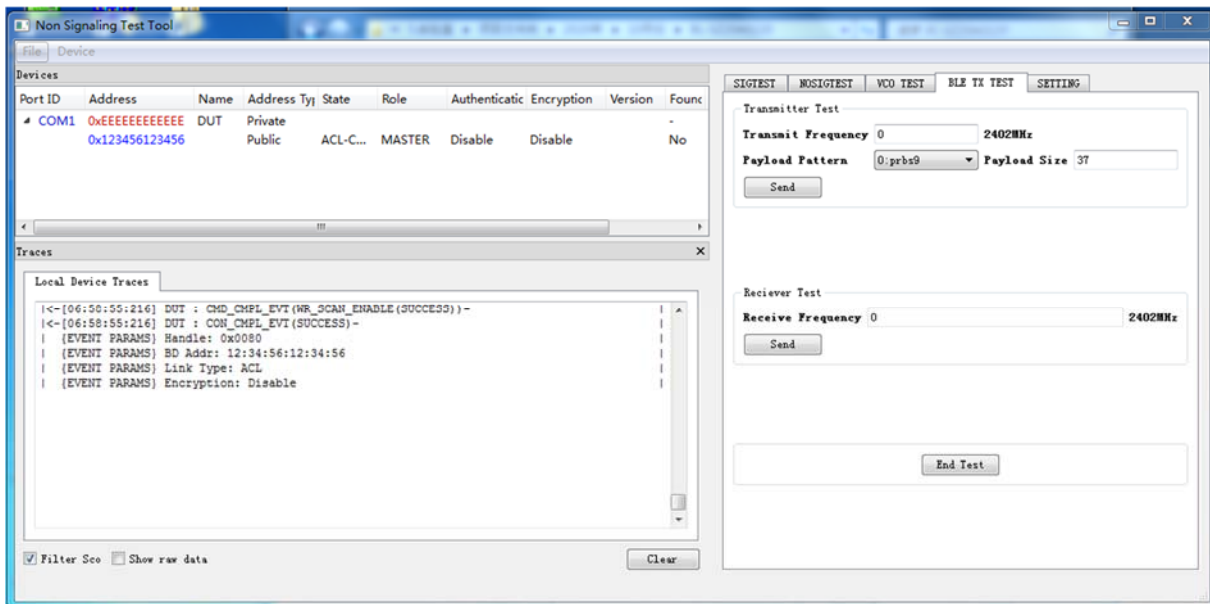 Non Signaling Test Tool
File Device
Devices
Port ID Address Name Address Tyj State Role Authenticatic Encryption Version Founc
COM1 0xEEEEEEEEEEEE DUT Private -
0x123456123456 Public ACL-C... MASTER Disable Disable No
Traces
Local Device Traces
|<-[06:58:55:216] DUT : CMD_CMPL_EVT(WR_SCAN_ENABLE(SUCCESS))- |
|<-[06:58:55:216] DUT : CON_CMPL_EVT(SUCCESS)- |
| {EVENT PARAMS} Handle: 0x0080 |
| {EVENT PARAMS} BD Addr: 12:34:56:12:34:56 |
| {EVENT PARAMS} Link Type: ACL |
| {EVENT PARAMS} Encryption: Disable |
Filter Sco Show raw data Clear
SIGTEST NOSIGTEST VCO TEST BLE TX TEST SETTING
Transmitter Test
Transmit Frequency 0 2402MHz
Payload Pattern 0:prbs9 Payload Size 37
Send
Reciever Test
Receive Frequency 0 2402MHz
Send
End Test